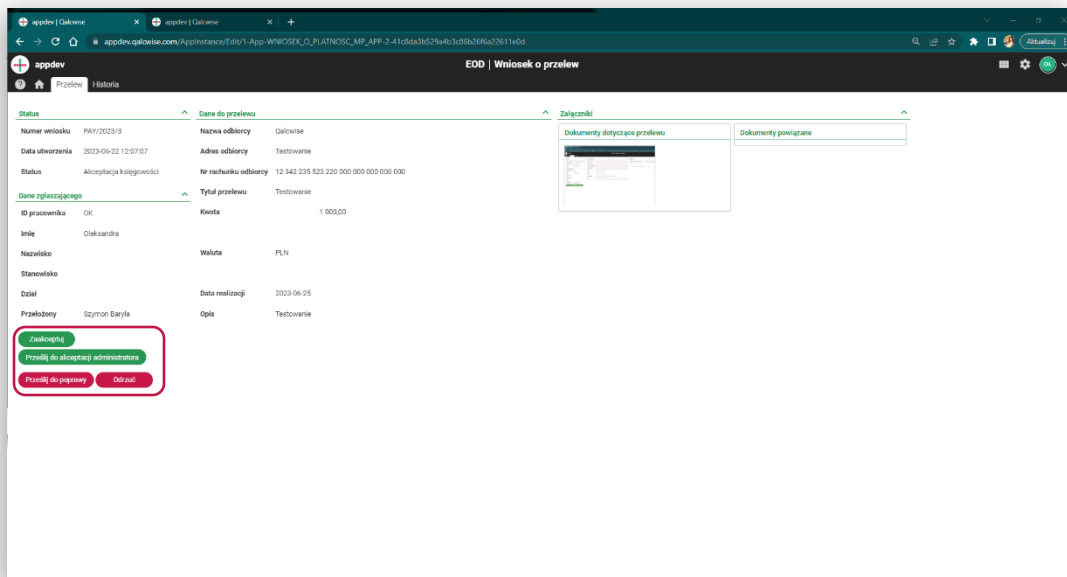 appdev | Qalcwise
appdev | Qalcwise
appdev.qalcwise.com/AppInstance/Edit/1-App-WNIOSEK_O_PLATNOSC_MP_APP-2-41c8da3b529a4b3c86b26f6a22611e0d
Aktualizuj
appdev
EOD | Wniosek o przelew
OL
Przelew
Historia
Status
Numer wniosku PAY/2023/3
Data utworzenia 2023-06-22 12:07:07
Status Akceptacja księgowości
Dane zgłaszającego
ID pracownika OK
Imię Oleksandra
Nazwisko
Stanowisko
Dział
Przełożony Szymon Baryła
Zaakceptuj
Prześlij do akceptacji administratora
Prześlij do poprawy
Odrzuć
Dane do przelewu
Nazwa odbiorcy Qalcwise
Adres odbiorcy Testowanie
Nr rachunku odbiorcy 12 342 235 523 220 000 000 000 000 000
Tytuł przelewu Testowanie
Kwota 1 000,00
Waluta PLN
Data realizacji 2023-06-25
Opis Testowanie
Załączniki
Dokumenty dotyczące przelewu
Dokumenty powiązane